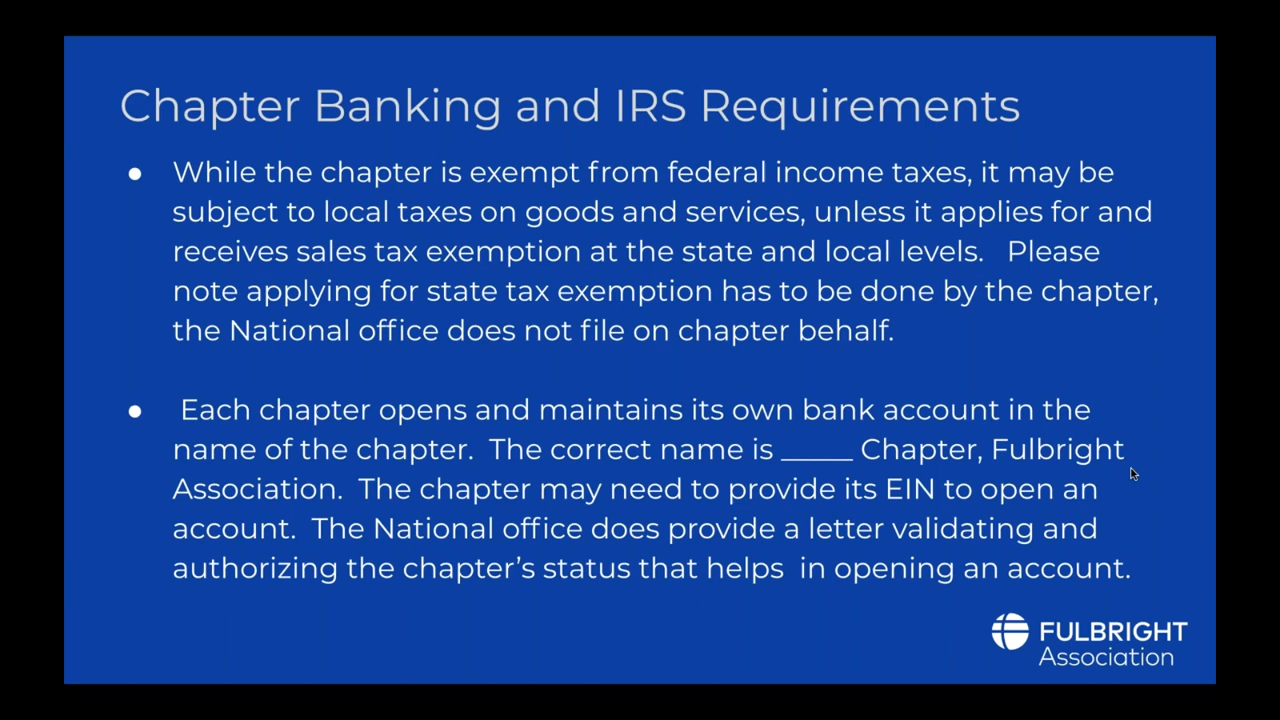 Chapter Banking and IRS Requirements
● While the chapter is exempt from federal income taxes, it may be
subject to local taxes on goods and services, unless it applies for and
receives sales tax exemption at the state and local levels.   Please
note applying for state tax exemption has to be done by the chapter,
the National office does not file on chapter behalf.
●  Each chapter opens and maintains its own bank account in the
name of the chapter.  The correct name is _____ Chapter, Fulbright
Association.  The chapter may need to provide its EIN to open an
account.  The National office does provide a letter validating and
authorizing the chapter’s status that helps  in opening an account.
FULBRIGHT
Association